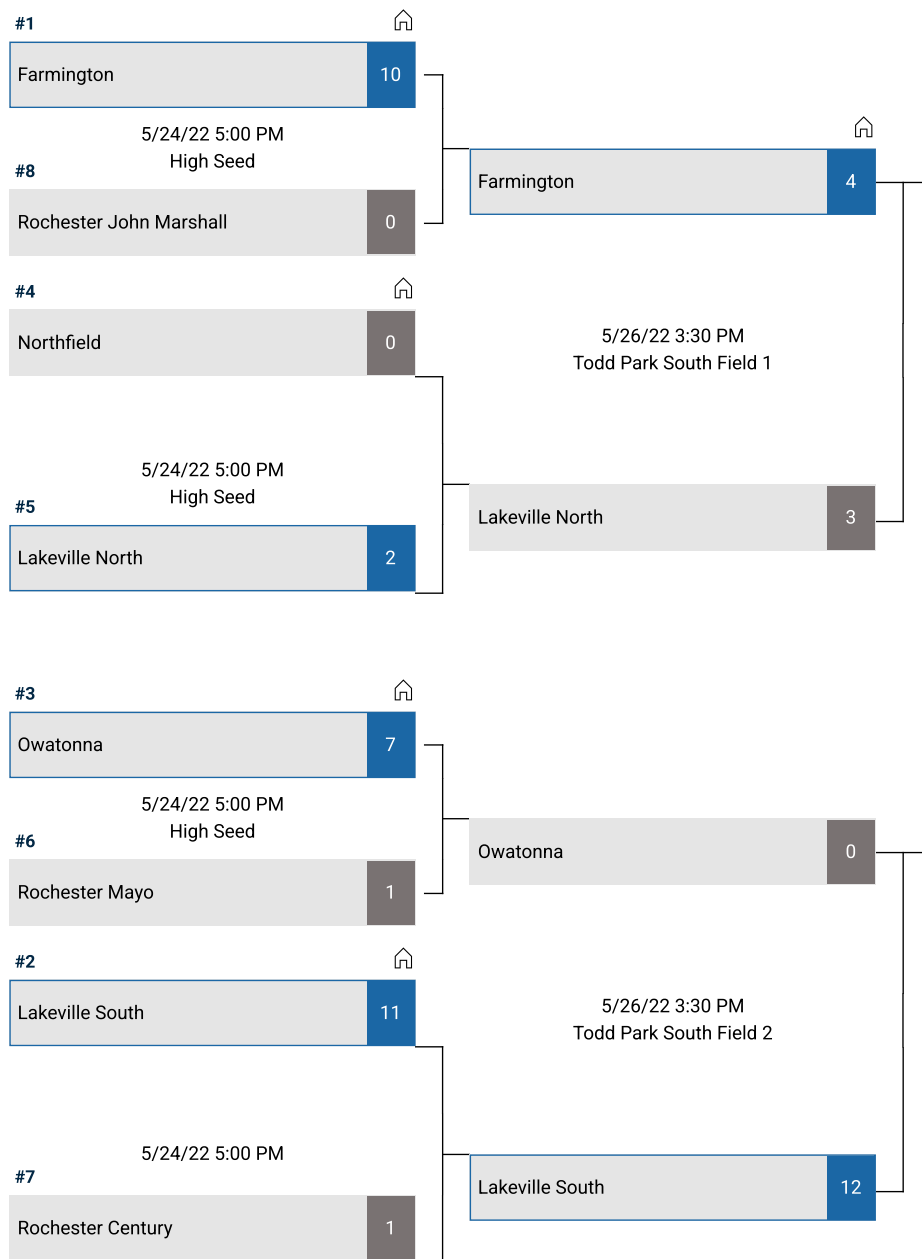 #1
Farmington
10
5/24/22 5:00 PM
High Seed
#8
Rochester John Marshall
0
Farmington
4
#4
Northfield
0
5/24/22 5:00 PM
High Seed
#5
Lakeville North
2
5/26/22 3:30 PM
Todd Park South Field 1
Lakeville North
3
#3
Owatonna
7
5/24/22 5:00 PM
High Seed
#6
Rochester Mayo
1
Owatonna
0
#2
Lakeville South
11
5/24/22 5:00 PM
#7
Rochester Century
1
5/26/22 3:30 PM
Todd Park South Field 2
Lakeville South
12